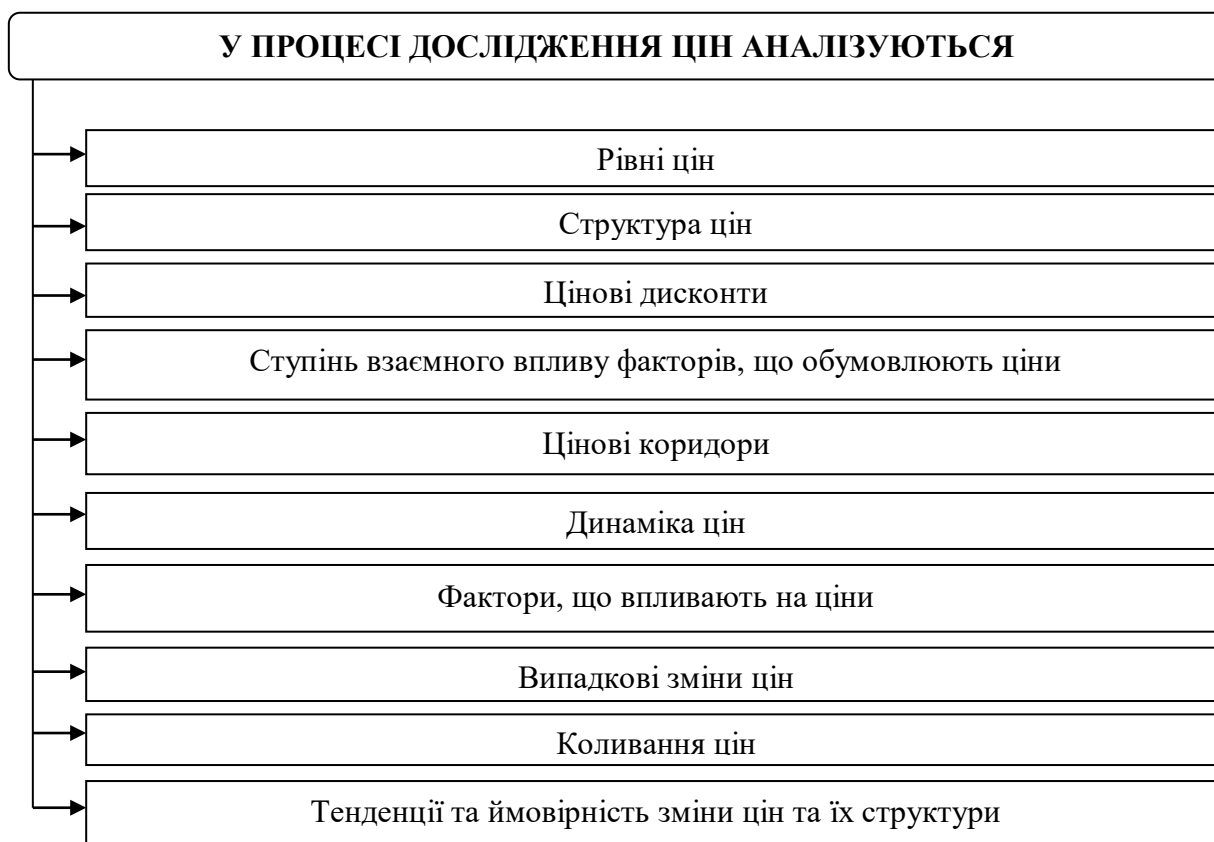 У ПРОЦЕСІ ДОСЛІДЖЕННЯ ЦІН АНАЛІЗУЮТЬСЯ
Рівні цін
Структура цін
Цінові дисконти
Ступінь взаємного впливу факторів, що обумовлюють ціни
Цінові коридори
Динаміка цін
Фактори, що впливають на ціни
Випадкові зміни цін
Коливання цін
Тенденції та ймовірність зміни цін та їх структури